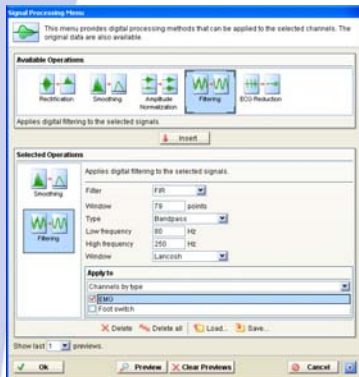 Signal Processing Menu
This menu provides digital processing methods that can be applied to the selected channels. The
original data are also available.
Available Operations
Rectification
Smoothing
Amplitude
Normalization
Filtering
ECG Reduction
Applies digital filtering to the selected signals.
Insert
Selected Operations
Smoothing
Filtering
Applies digital filtering to the selected signals.
Filter FIR
Window 79 points
Type Bandpass
Low frequency 80 Hz
High frequency 250 Hz
Window Lancosh
Apply to
Channels by type
EMG
Foot switch
Delete Delete all Load... Save...
Show last 1 previews.
Ok Preview Clear Previews Cancel